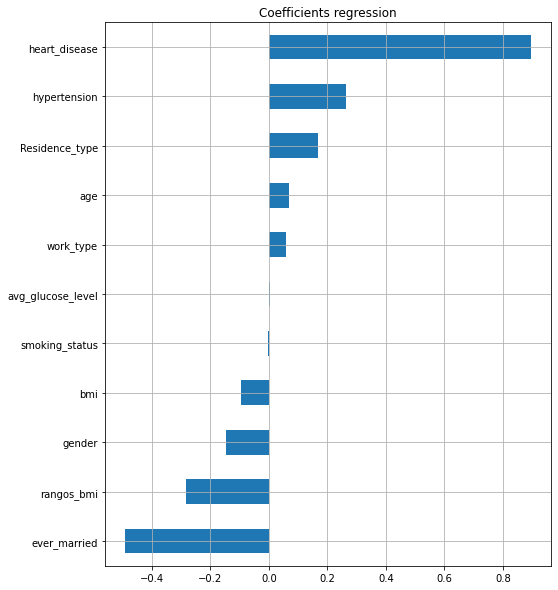 Coefficients regression
heart_disease
hypertension
Residence_type
age
work_type
avg_glucose_level
smoking_status
bmi
gender
rangos_bmi
ever_married
−0.4 −0.2 0.0 0.2 0.4 0.6 0.8